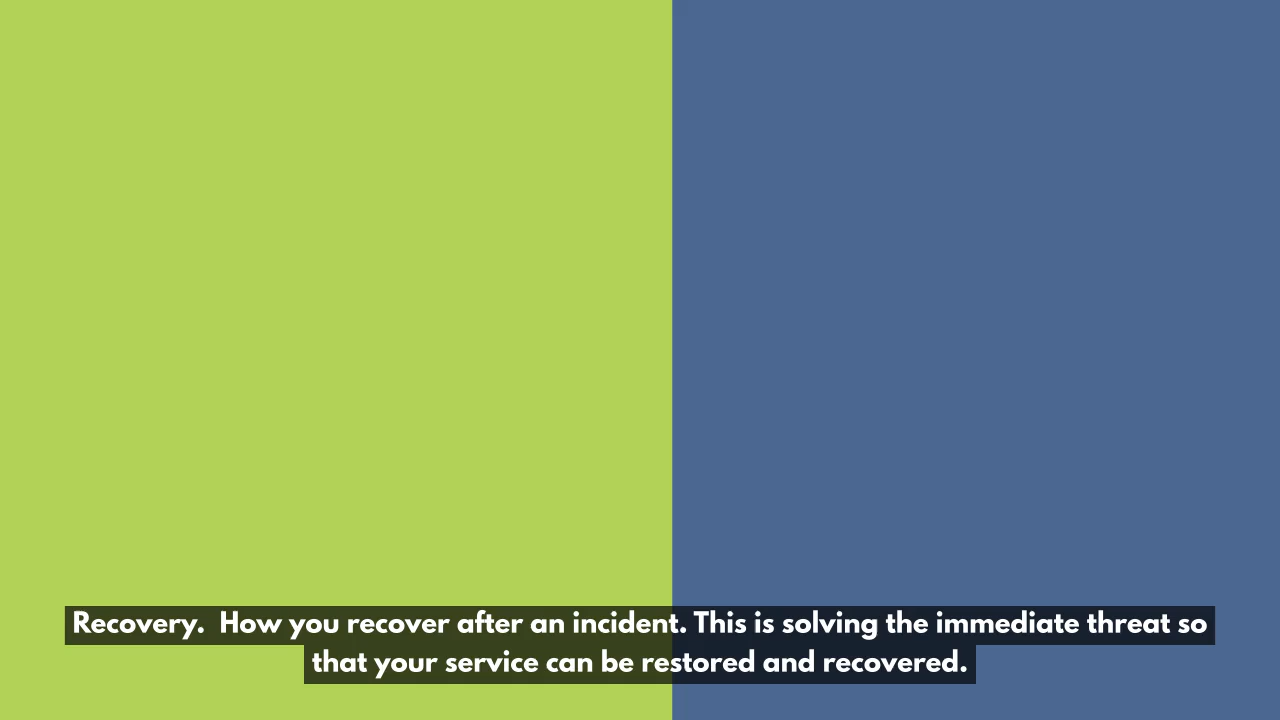 Recovery.  How you recover after an incident. This is solving the immediate threat so
that your service can be restored and recovered.